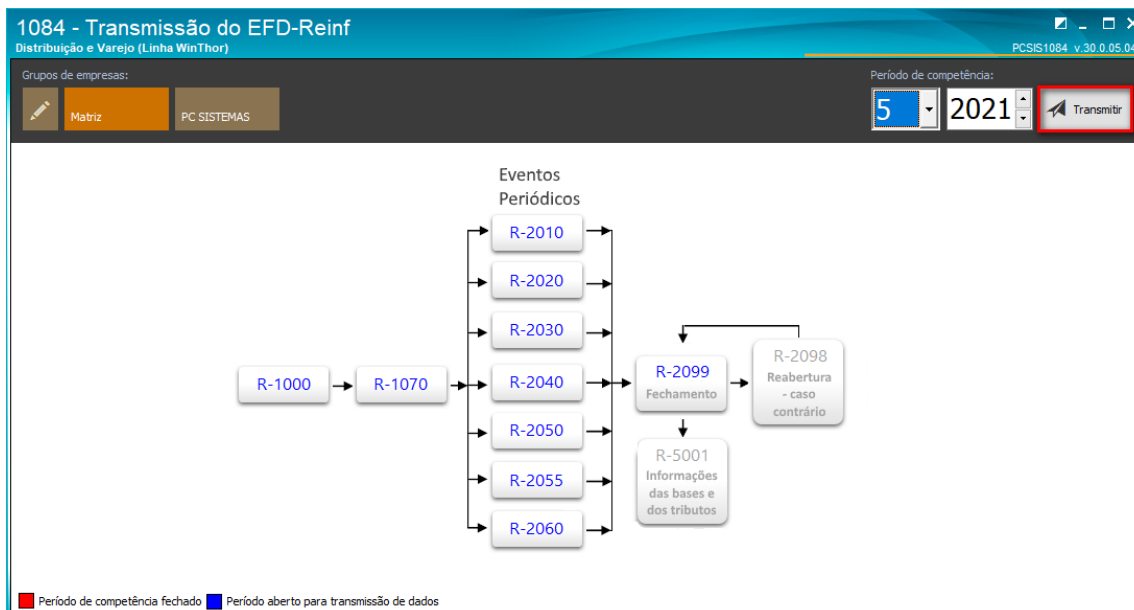 1084 - Transmissão do EFD-Reinf
Distribuição e Varejo (Linha WinThor)
PCSIS1084 v.30.0.05.04
Grupos de empresas:
Período de competência:
Matriz
PC SISTEMAS
5
2021
Transmitir
Eventos
Periódicos
R-2010
R-2020
R-2030
R-1000
R-1070
R-2040
R-2050
R-2055
R-2060
R-2099
Fechamento
R-2098
Reabertura
- caso
contrário
R-5001
Informações
das bases e
dos tributos
Período de competência fechado
Período aberto para transmissão de dados